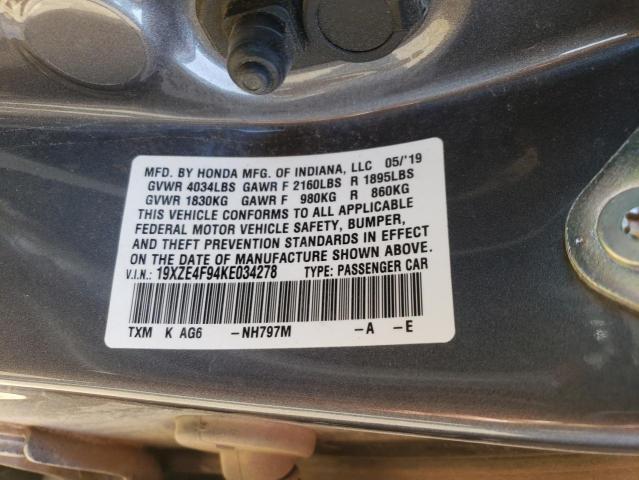 MFD. BY HONDA MFG. OF INDIANA, LLC 05/'19
GVWR 4034LBS GAWR F 2160LBS R 1895LBS
GVWR 1830KG GAWR F 980KG R 860KG
THIS VEHICLE CONFORMS TO ALL APPLICABLE
FEDERAL MOTOR VEHICLE SAFETY, BUMPER,
AND THEFT PREVENTION STANDARDS IN EFFECT
ON THE DATE OF MANUFACTURE SHOWN ABOVE.
V.I.N.: 19XZE4F94KE034278 TYPE: PASSENGER CAR
TXM K AG6 -NH797M -A -E